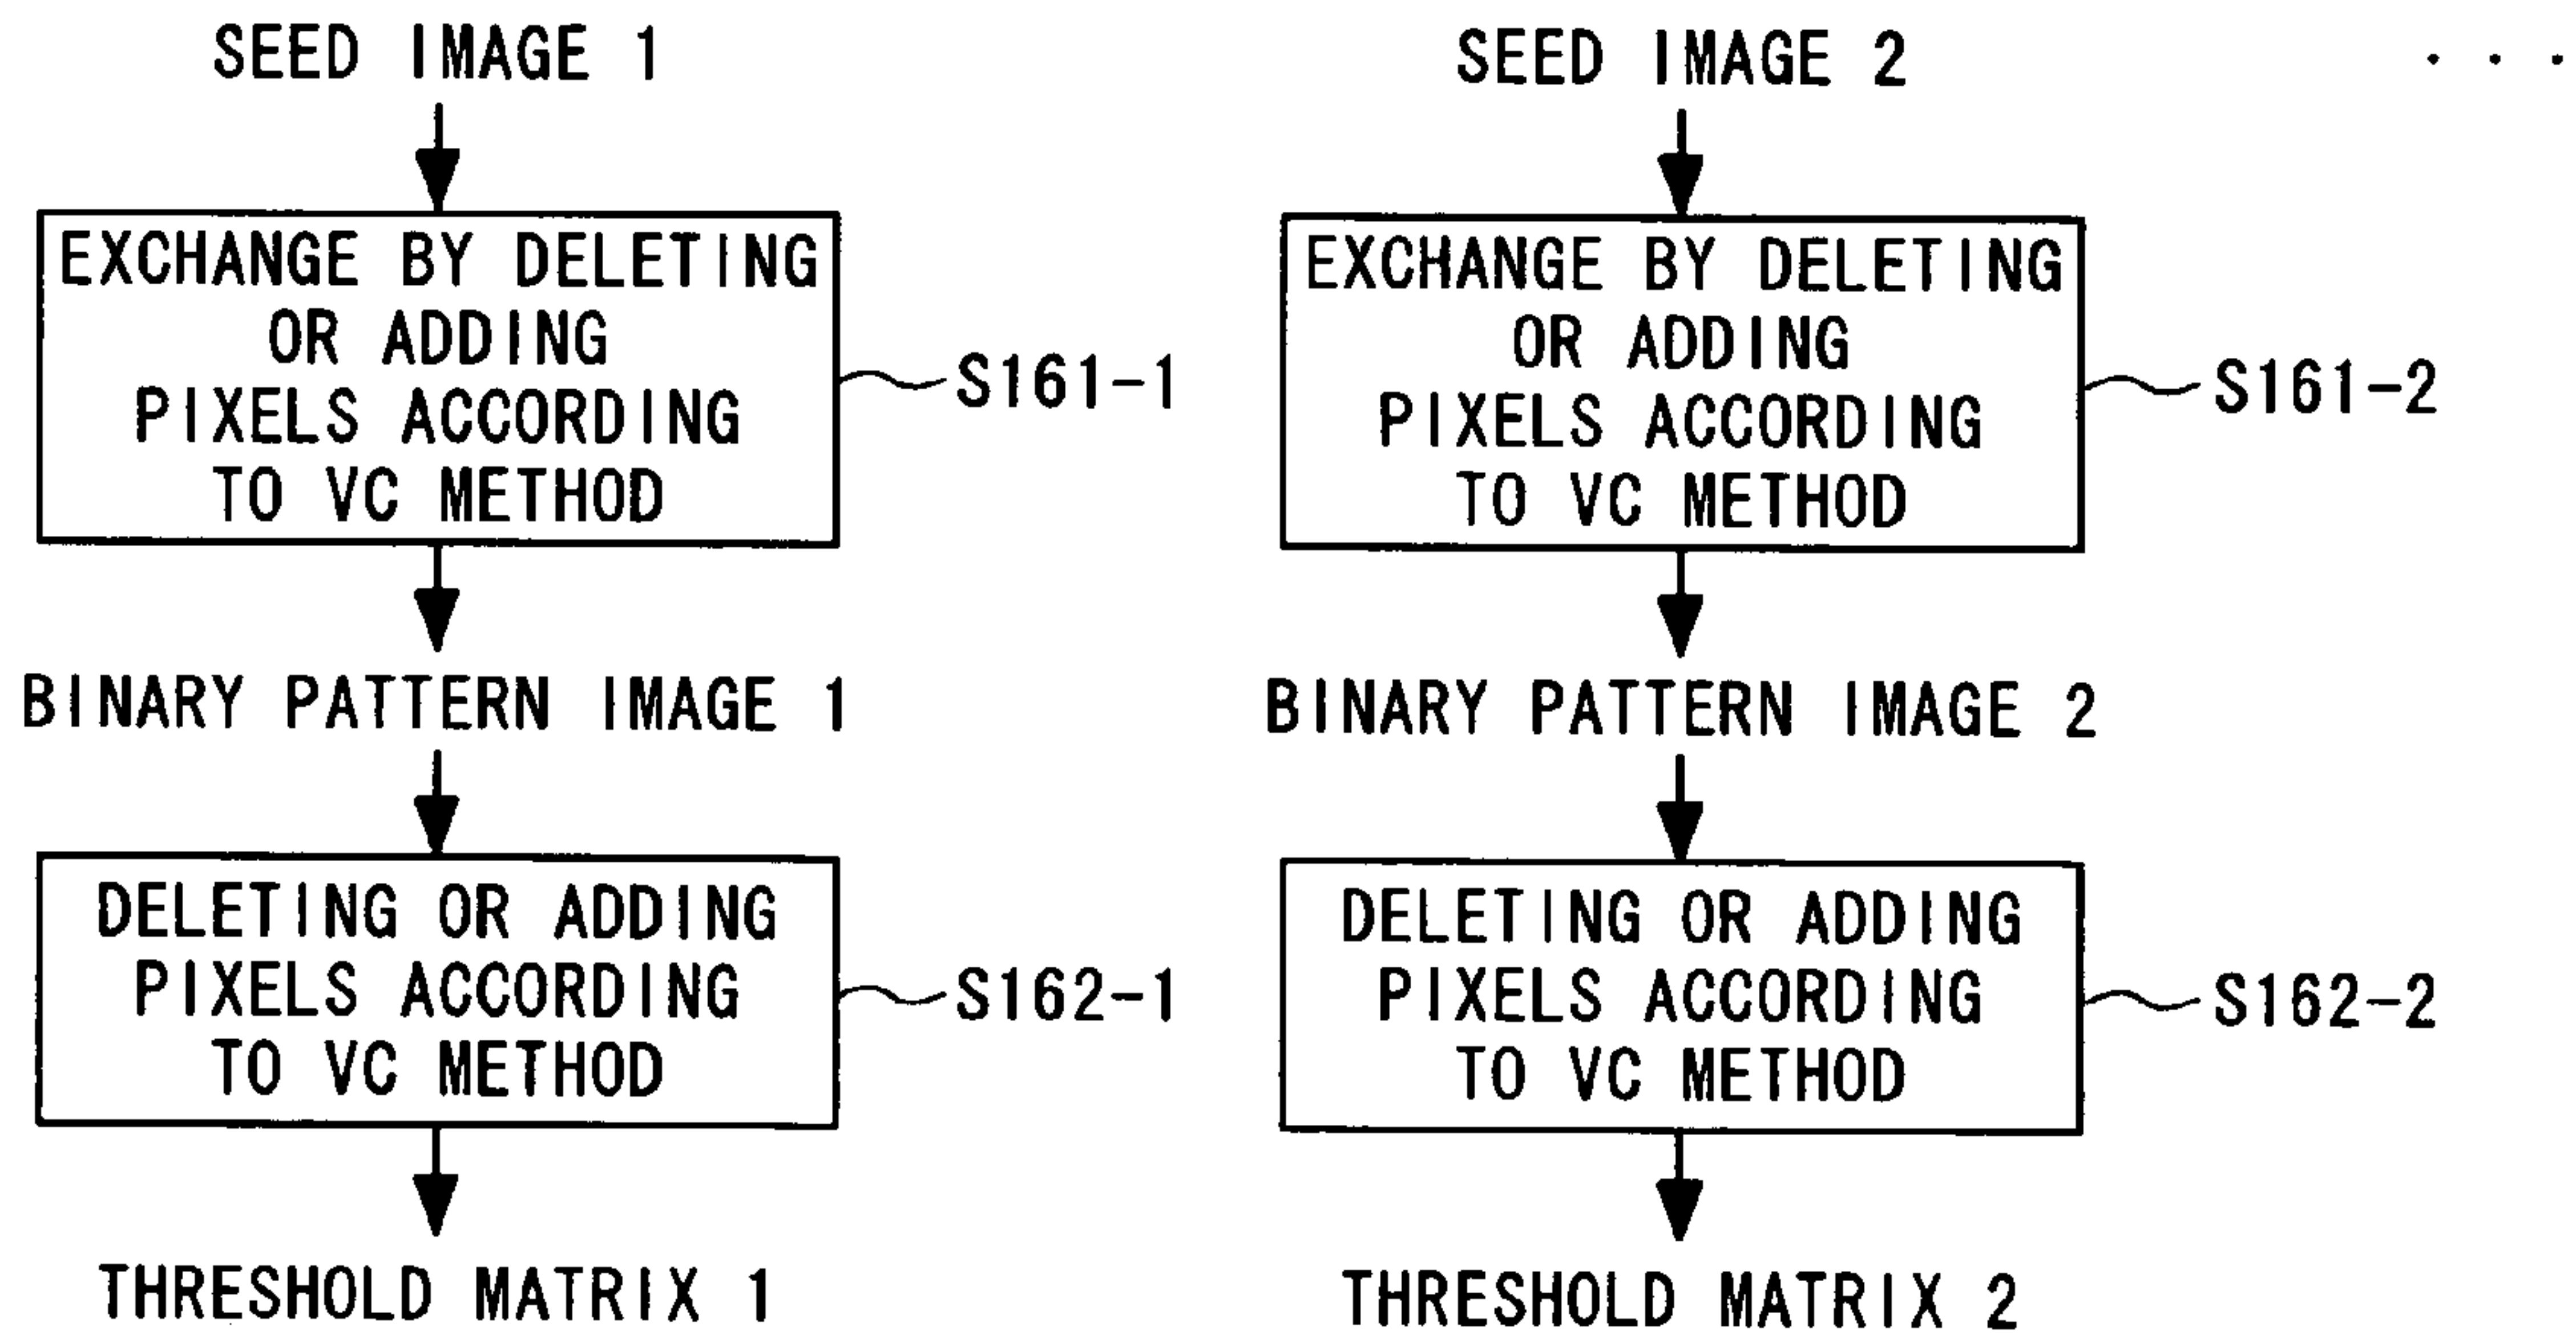 SEED IMAGE 1
EXCHANGE BY DELETING
OR ADDING
PIXELS ACCORDING
TO VC METHOD
S161-1
BINARY PATTERN IMAGE 1
DELETING OR ADDING
PIXELS ACCORDING
TO VC METHOD
S162-1
THRESHOLD MATRIX 1
SEED IMAGE 2
EXCHANGE BY DELETING
OR ADDING
PIXELS ACCORDING
TO VC METHOD
S161-2
BINARY PATTERN IMAGE 2
DELETING OR ADDING
PIXELS ACCORDING
TO VC METHOD
S162-2
THRESHOLD MATRIX 2
. . .